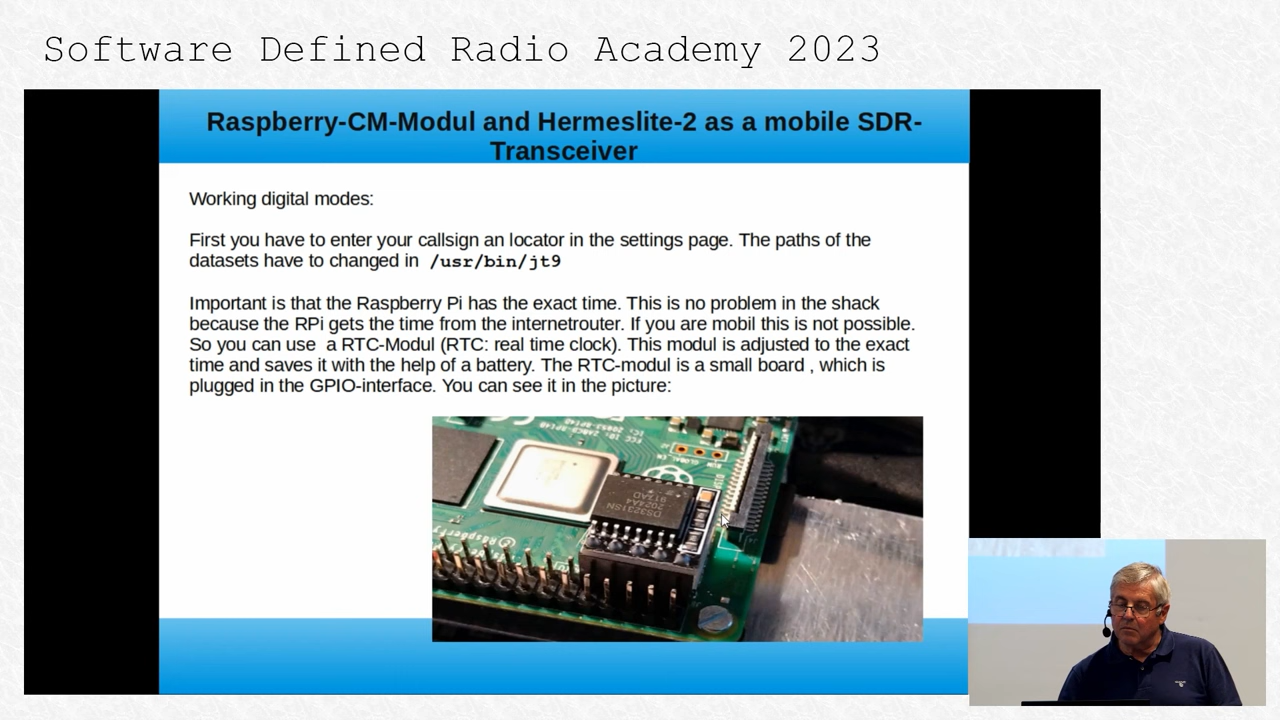 Software Defined Radio Academy 2023
Raspberry-CM-Modul and Hermeslite-2 as a mobile SDR-
Transceiver
Working digital modes:
First you have to enter your callsign an locator in the settings page. The paths of the
datasets have to changed in /usr/bin/jt9
Important is that the Raspberry Pi has the exact time. This is no problem in the shack
because the RPi gets the time from the internetrouter. If you are mobil this is not possible.
So you can use a RTC-Modul (RTC: real time clock). This modul is adjusted to the exact
time and saves it with the help of a battery. The RTC-modul is a small board , which is
plugged in the GPIO-interface. You can see it in the picture:
DS3231SN